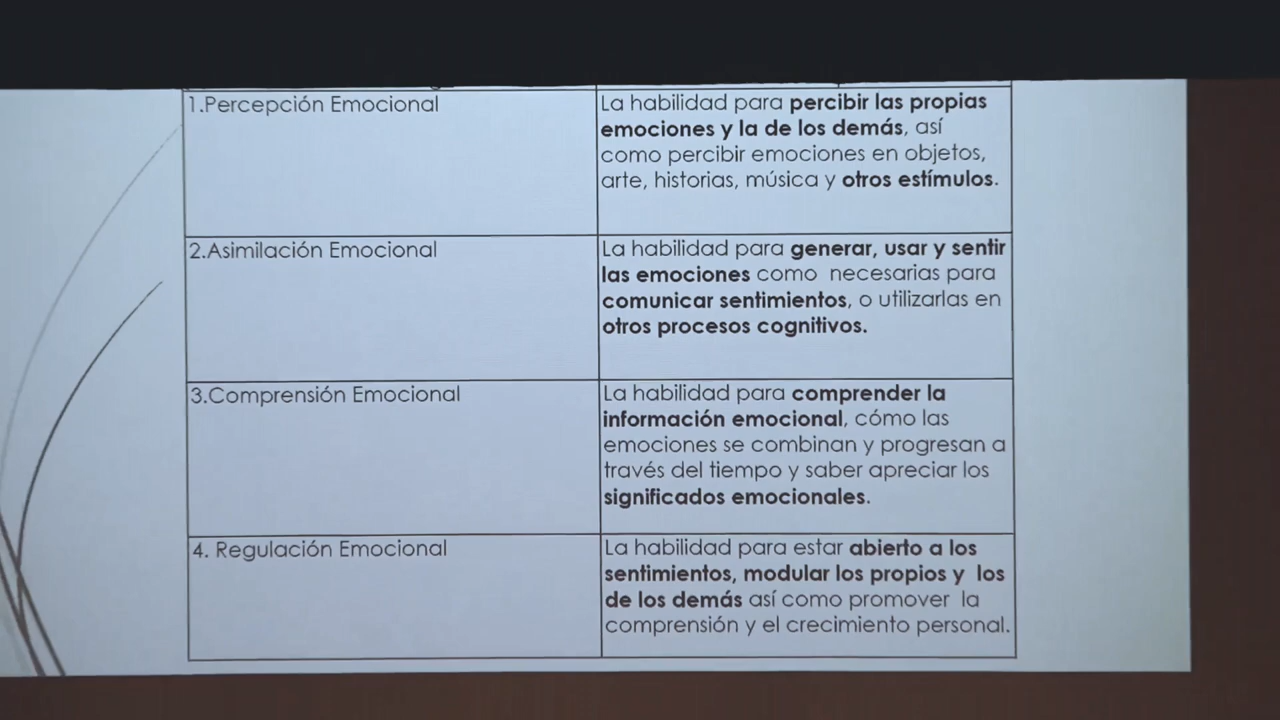 1.Percepción Emocional
La habilidad para percibir las propias
emociones y la de los demás, así
como percibir emociones en objetos,
arte, historias, música y otros estímulos.
2.Asimilación Emocional
La habilidad para generar, usar y sentir
las emociones como  necesarias para
comunicar sentimientos, o utilizarlas en
otros procesos cognitivos.
3.Comprensión Emocional
La habilidad para comprender la
información emocional, cómo las
emociones se combinan y progresan a
través del tiempo y saber apreciar los
significados emocionales.
4. Regulación Emocional
La habilidad para estar abierto a los
sentimientos, modular los propios y  los
de los demás así como promover  la
comprensión y el crecimiento personal.